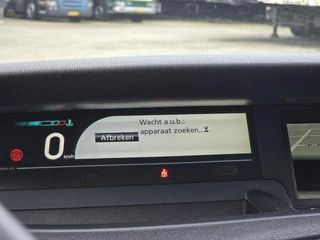 Wacht a.u.b.:
apparaat zoeken...
Afbreken
0 km/h